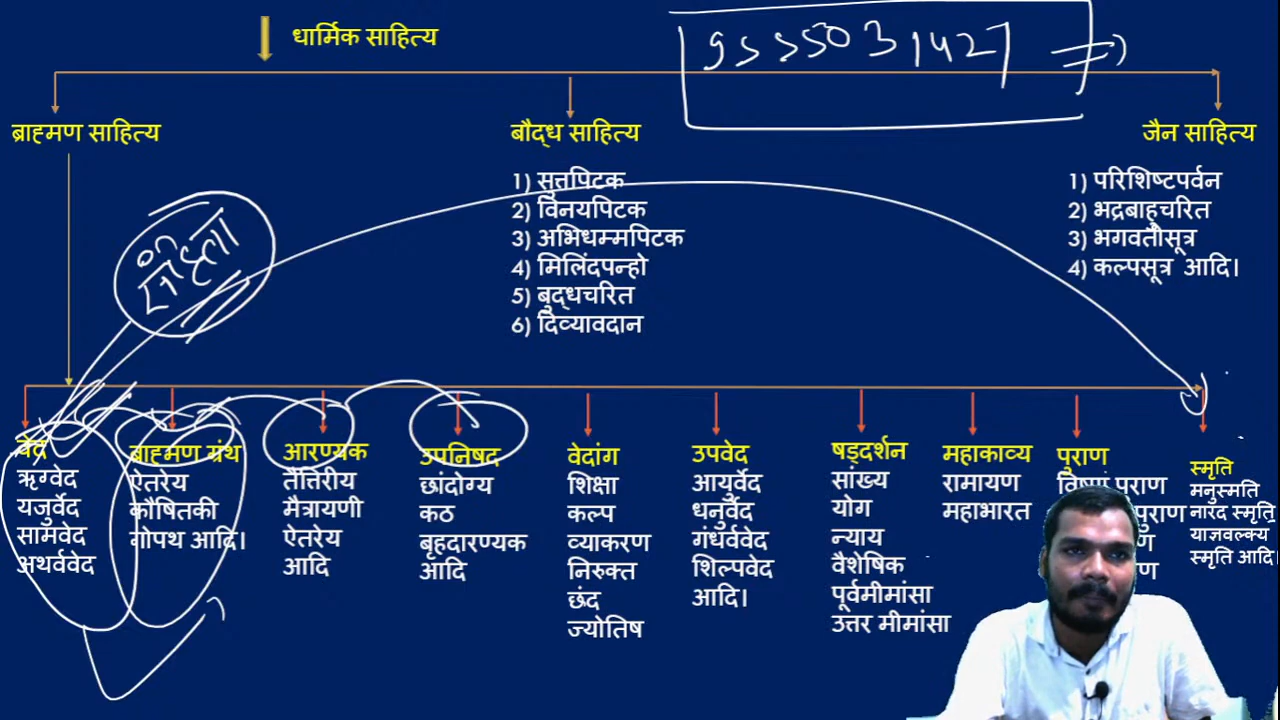 धार्मिक साहित्य
9555031427
ब्राह्मण साहित्य
बौद्ध साहित्य
1) सुत्तपिटक
2) विनयपिटक
3) अभिधम्मपिटक
4) मिलिंदपन्हो
5) बुद्धचरित
6) दिव्यावदान
जैन साहित्य
1) परिशिष्टपर्वन
2) भद्रबाहुचरित
3) भगवतीसूत्र
4) कल्पसूत्र आदि।
संहिता
वेद
ऋग्वेद
यजुर्वेद
सामवेद
अथर्ववेद
ब्राह्मण ग्रंथ
ऐतरेय
कौषितकी
गोपथ आदि।
आरण्यक
तैत्तिरीय
मैत्रायणी
ऐतरेय
आदि
उपनिषद
छांदोग्य
कठ
बृहदारण्यक
आदि
वेदांग
शिक्षा
कल्प
व्याकरण
निरुक्त
छंद
ज्योतिष
उपवेद
आयुर्वेद
धनुर्वेद
गंधर्ववेद
शिल्पवेद
आदि।
षड्दर्शन
सांख्य
योग
न्याय
वैशेषिक
पूर्वमीमांसा
उत्तर मीमांसा
महाकाव्य
रामायण
महाभारत
पुराण
विष्णु पुराण
पुराण
स्मृति
मनुस्मति
नारद स्मृति
याज्ञवल्क्य
स्मृति आदि